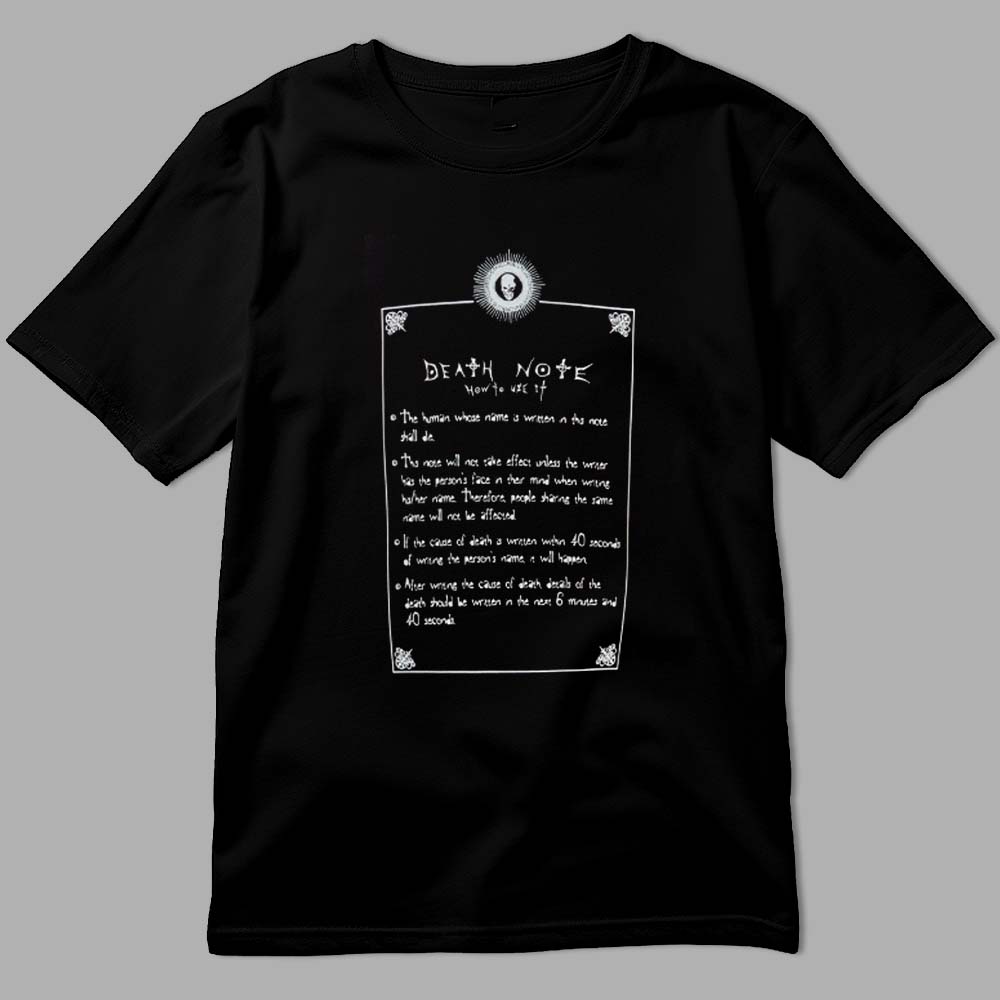 DEATH NOTE
How to use it
The human whose name is written in this note
shall die.
This note will not take effect unless the writer
has the person's face in their mind when writing
his/her name. Therefore, people sharing the same
name will not be affected.
If the cause of death is written within 40 seconds
of writing the person's name, it will happen.
After writing the cause of death, details of the
death should be written in the next 6 minutes and
40 seconds.